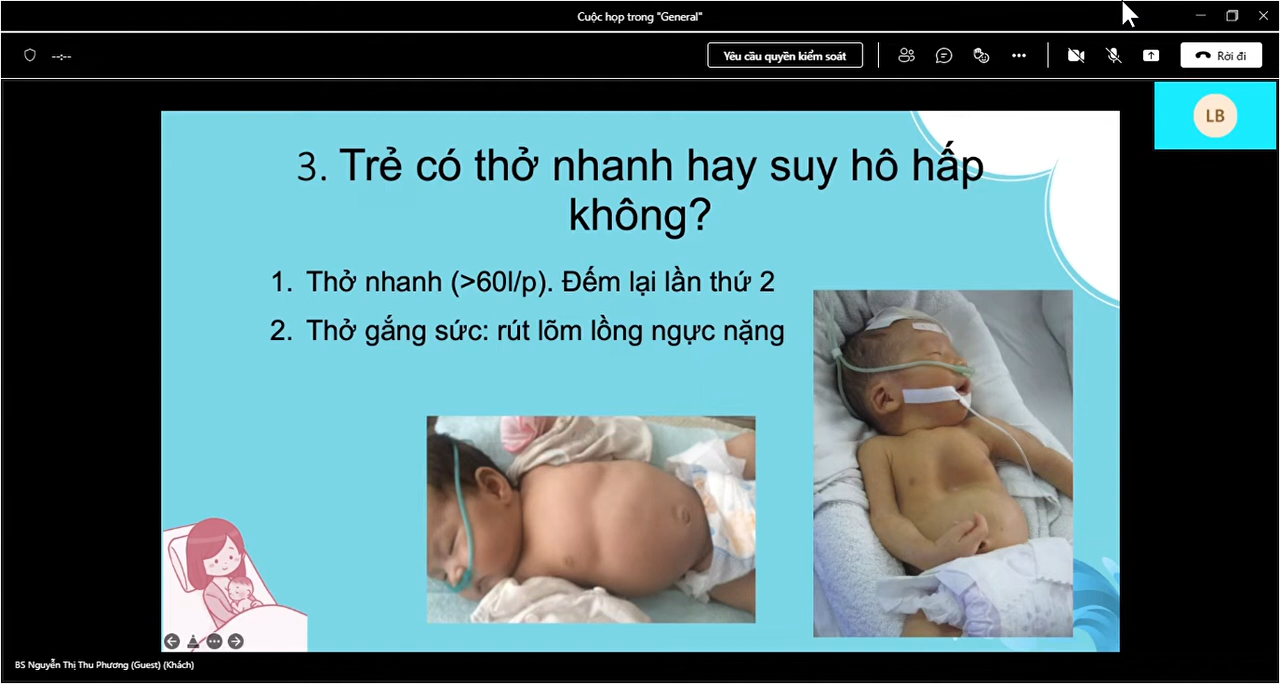 Cuộc họp trong "General"
--:--
Yêu cầu quyền kiểm soát
Rời đi
LB
3. Trẻ có thở nhanh hay suy hô hấp
không?
1. Thở nhanh (>60l/p). Đếm lại lần thứ 2
2. Thở gắng sức: rút lõm lồng ngực nặng
BS Nguyễn Thị Thu Phương (Guest) (Khách)